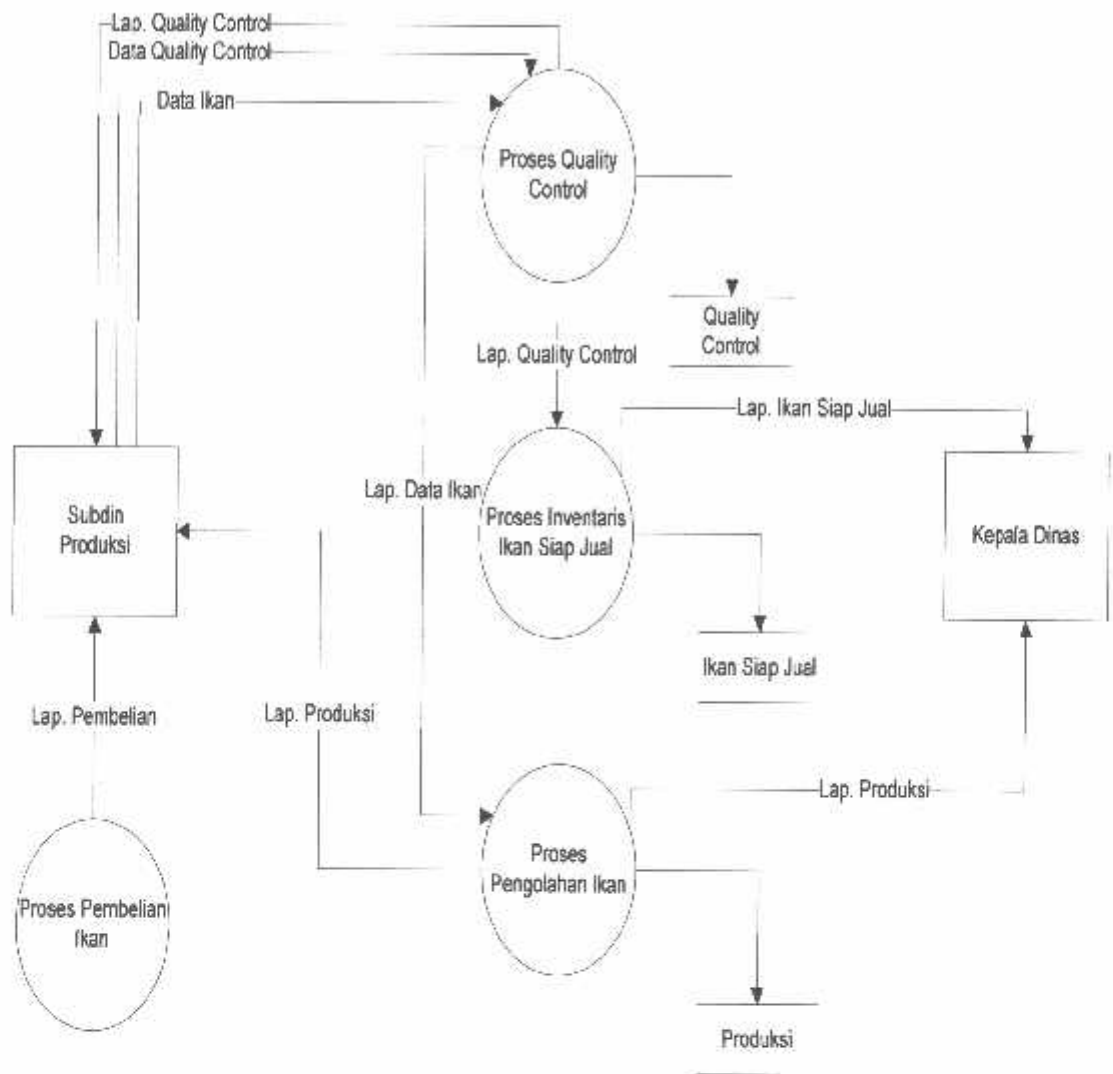 Lap. Quality Control
Data Quality Control
Data Ikan
Proses Quality
Control
Quality
Control
Lap. Quality Control
Lap. Ikan Siap Jual
Subdin
Produksi
Lap. Data Ikan
Proses Inventaris
Ikan Siap Jual
Kepala Dinas
Ikan Siap Jual
Lap. Pembelian
Lap. Produksi
Lap. Produksi
Proses
Pengolahan Ikan
Proses Pembelian
Ikan
Produksi